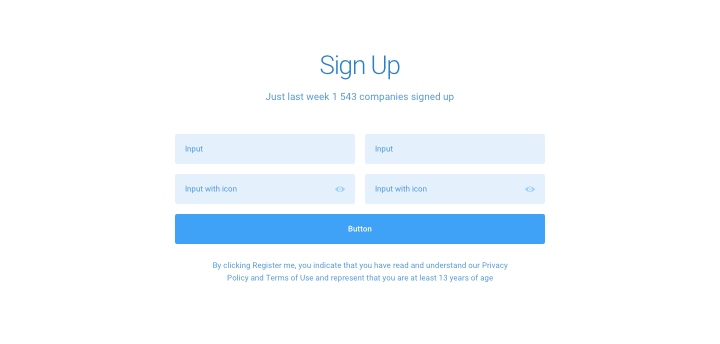 Sign Up
Just last week 1 543 companies signed up
Input
Input
Input with icon
Input with icon
Button
By clicking Register me, you indicate that you have read and understand our Privacy
Policy and Terms of Use and represent that you are at least 13 years of age